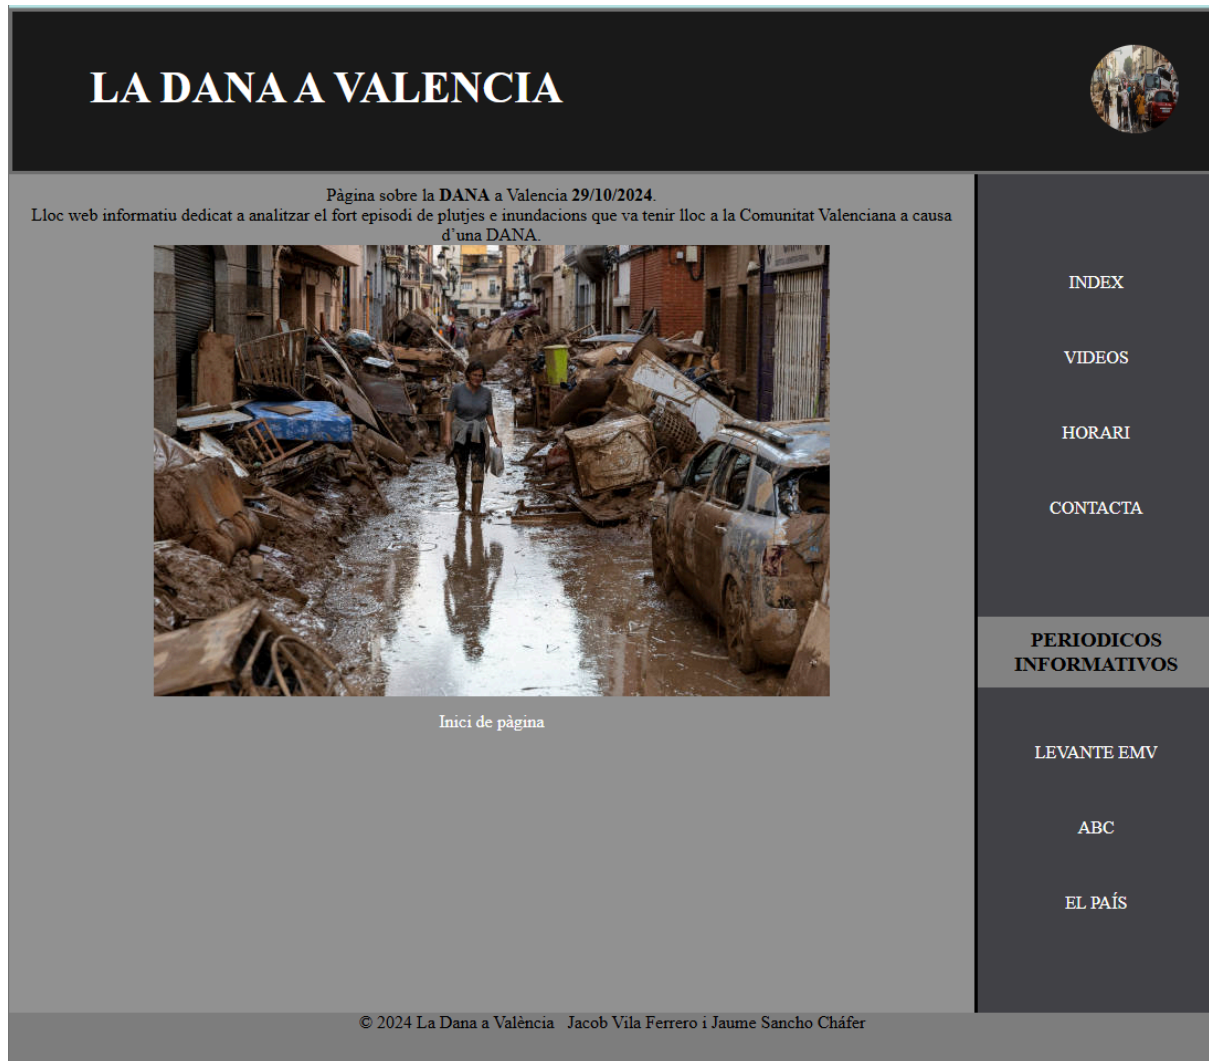 LA DANA A VALENCIA
Pàgina sobre la DANA a Valencia 29/10/2024.
Lloc web informatiu dedicat a analitzar el fort episodi de plutjes e inundacions que va tenir lloc a la Comunitat Valenciana a causa
d’una DANA.
Inici de pàgina
INDEX
VIDEOS
HORARI
CONTACTA
PERIODICOS
INFORMATIVOS
LEVANTE EMV
ABC
EL PAÍS
© 2024 La Dana a València   Jacob Vila Ferrero i Jaume Sancho Cháfer